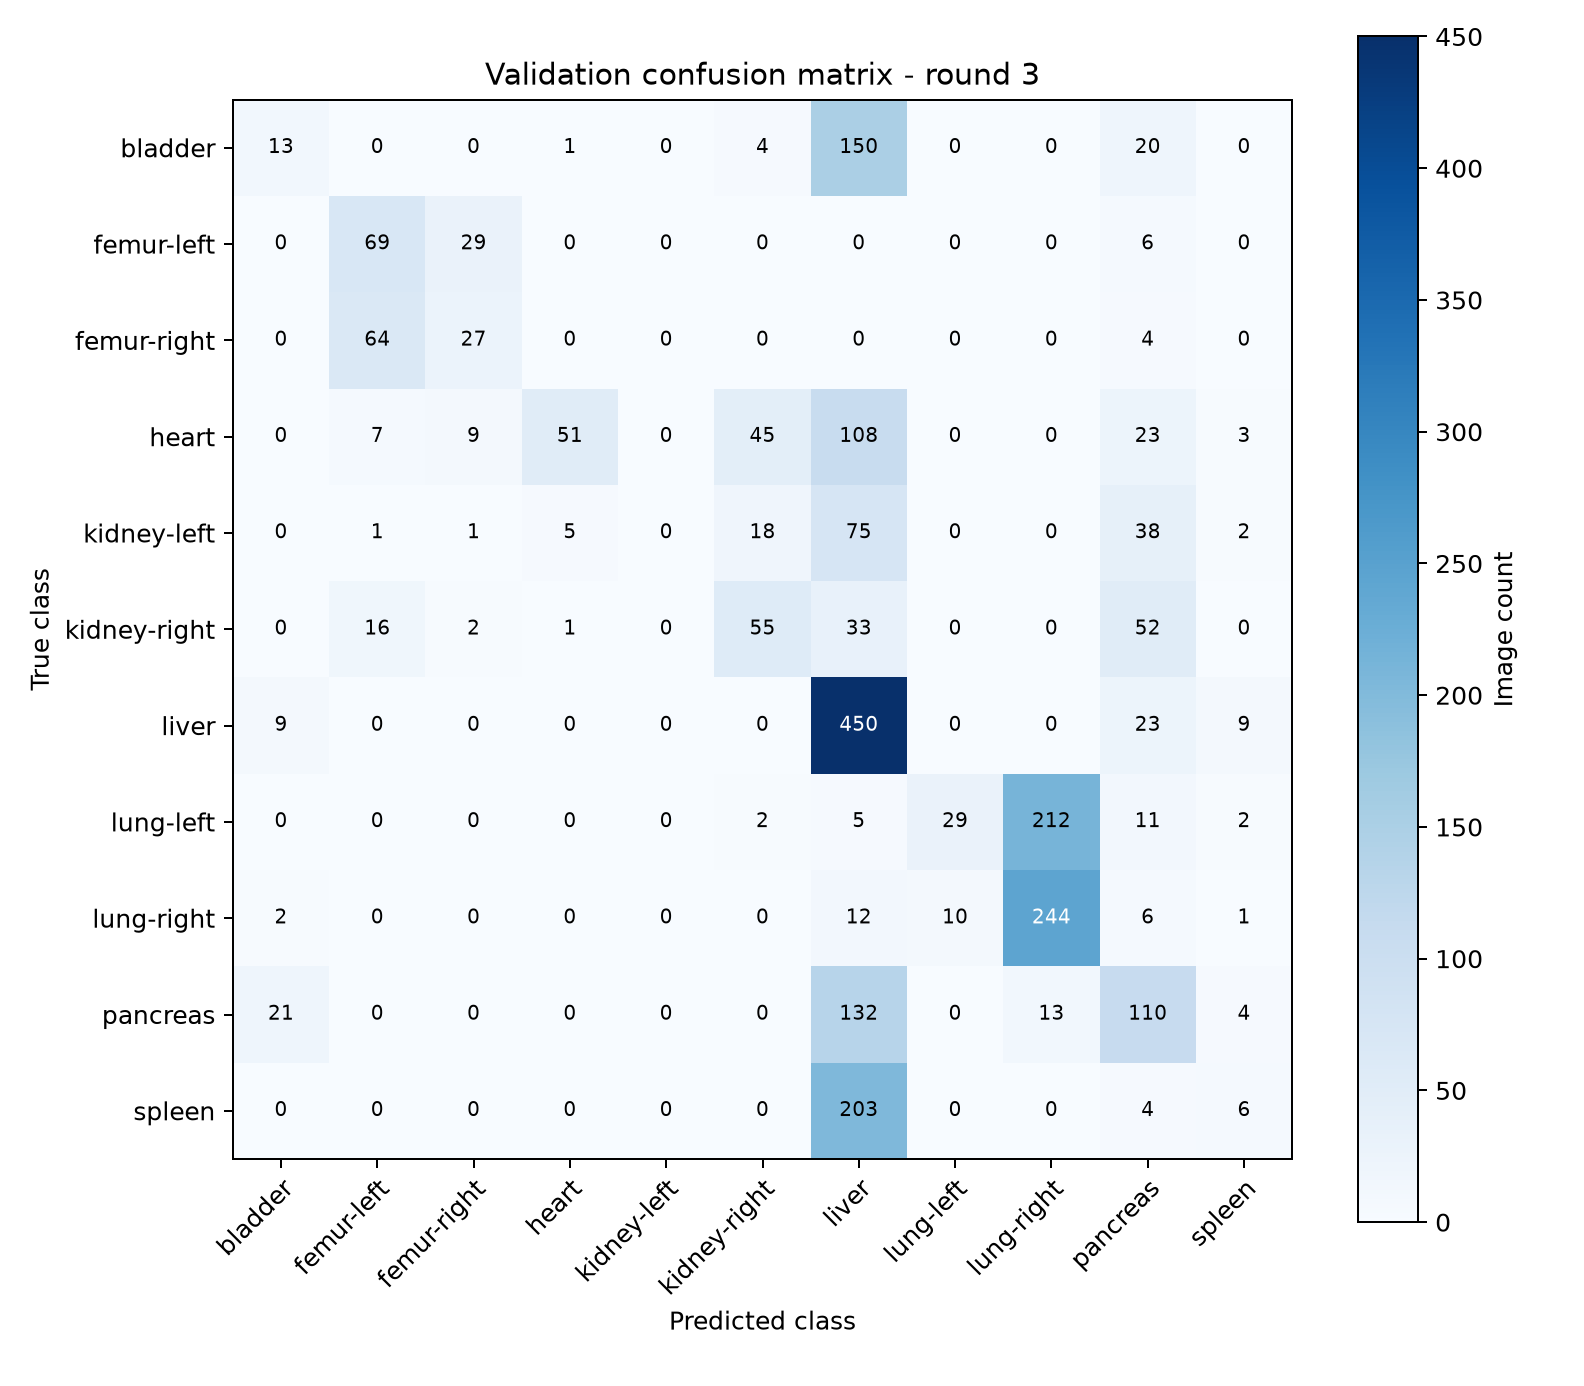 Validation confusion matrix - round 3
bladder 13 0 0 1 0 4 150 0 0 20 0
femur-left 0 69 29 0 0 0 0 0 0 6 0
femur-right 0 64 27 0 0 0 0 0 0 4 0
heart 0 7 9 51 0 45 108 0 0 23 3
kidney-left 0 1 1 5 0 18 75 0 0 38 2
kidney-right 0 16 2 1 0 55 33 0 0 52 0
liver 9 0 0 0 0 0 450 0 0 23 9
lung-left 0 0 0 0 0 2 5 29 212 11 2
lung-right 2 0 0 0 0 0 12 10 244 6 1
pancreas 21 0 0 0 0 0 132 0 13 110 4
spleen 0 0 0 0 0 0 203 0 0 4 6
True class
bladder femur-left femur-right heart kidney-left kidney-right liver lung-left lung-right pancreas spleen
Predicted class
450
400
350
300
250
200
150
100
50
0
Image count